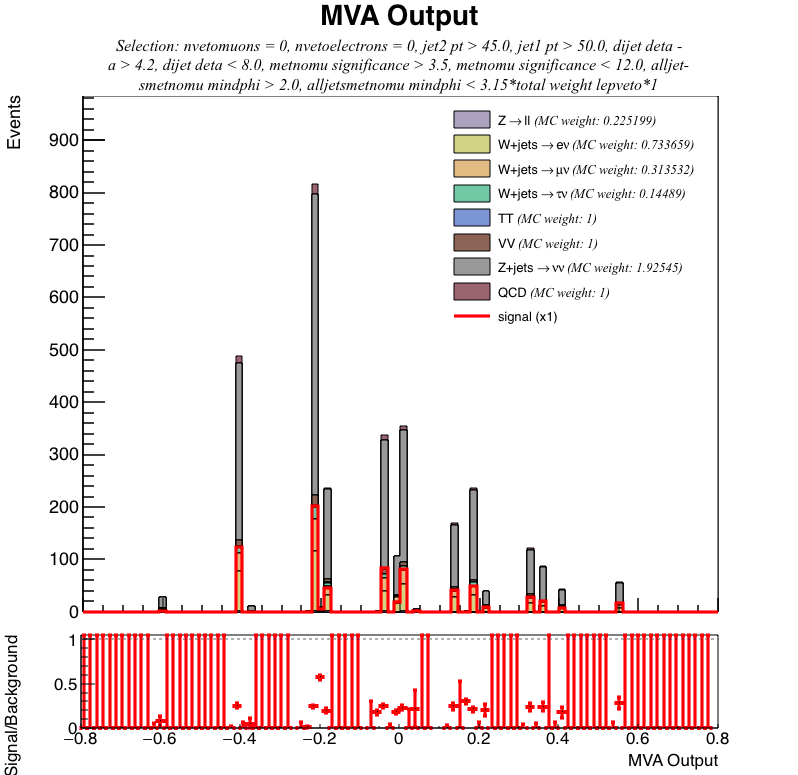 MVA Output
Selection: nvetomuons = 0, nvetoelectrons = 0, jet2 pt > 45.0, jet1 pt > 50.0, dijet deta -
a > 4.2, dijet deta < 8.0, metnomu significance > 3.5, metnomu significance < 12.0, alljet-
smetnomu mindphi > 2.0, alljetsmetnomu mindphi < 3.15*total weight lepveto*1
Events
900
800
700
600
500
400
300
200
100
0
Z→ll (MC weight: 0.225199)
W+jets→eν (MC weight: 0.733659)
W+jets→μν (MC weight: 0.313532)
W+jets→τν (MC weight: 0.14489)
TT (MC weight: 1)
VV (MC weight: 1)
Z+jets→νν (MC weight: 1.92545)
QCD (MC weight: 1)
signal (x1)
Signal/Background
1
0.5
0
−0.8 −0.6 −0.4 −0.2 0 0.2 0.4 0.6 0.8
MVA Output